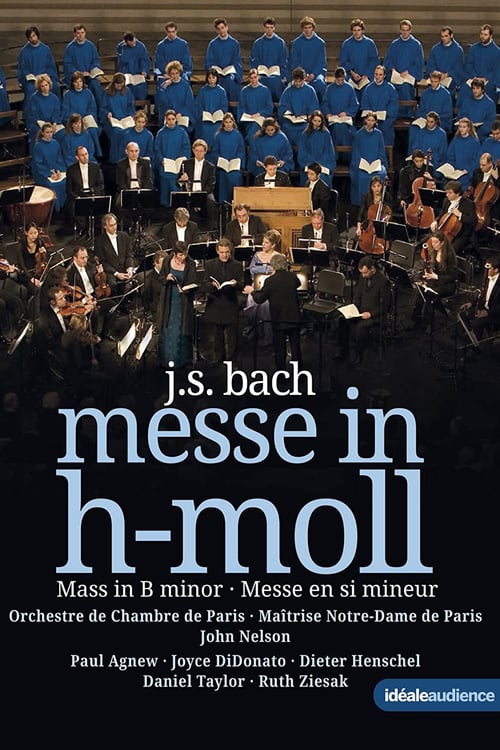 j.s. bach
messe in
h-moll
Mass in B minor · Messe en si mineur
Orchestre de Chambre de Paris · Maîtrise Notre-Dame de Paris
John Nelson
Paul Agnew · Joyce DiDonato · Dieter Henschel
Daniel Taylor · Ruth Ziesak
idéaleaudience